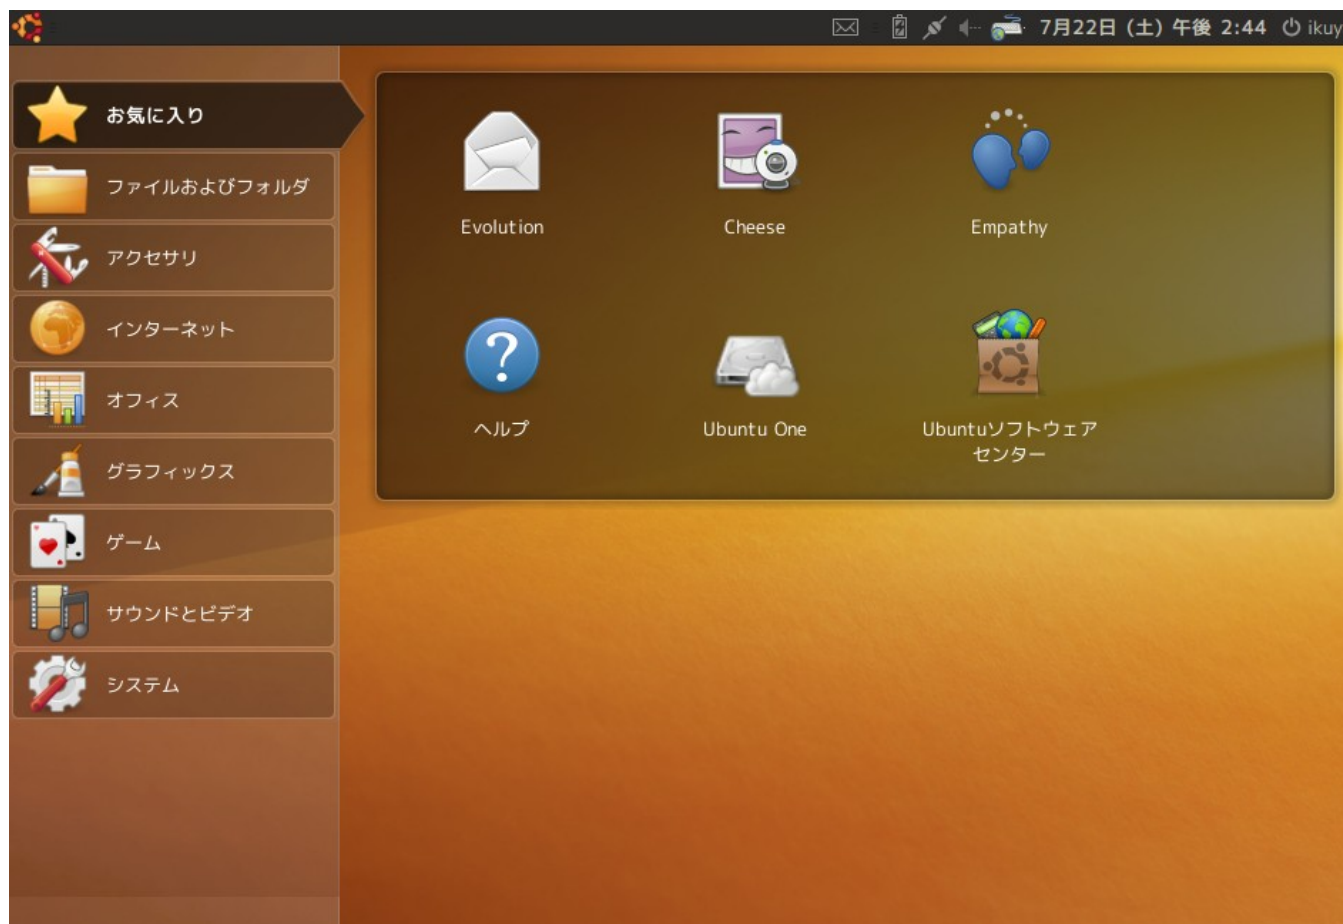 7月22日 (土) 午後 2:44 ikuy
お気に入り
ファイルおよびフォルダ
アクセサリ
インターネット
オフィス
グラフィックス
ゲーム
サウンドとビデオ
システム
Evolution
Cheese
Empathy
ヘルプ
Ubuntu One
Ubuntuソフトウェア
センター